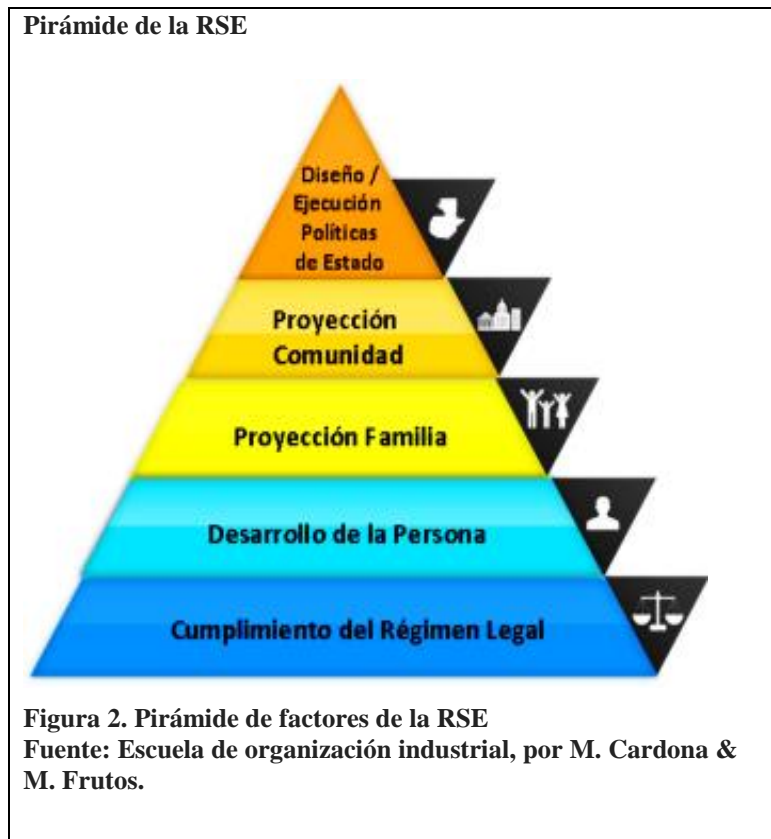 Pirámide de la RSE
Diseño /
Ejecución
Políticas
de Estado
Proyección
Comunidad
Proyección Familia
Desarrollo de la Persona
Cumplimiento del Régimen Legal
Figura 2. Pirámide de factores de la RSE
Fuente: Escuela de organización industrial, por M. Cardona &
M. Frutos.